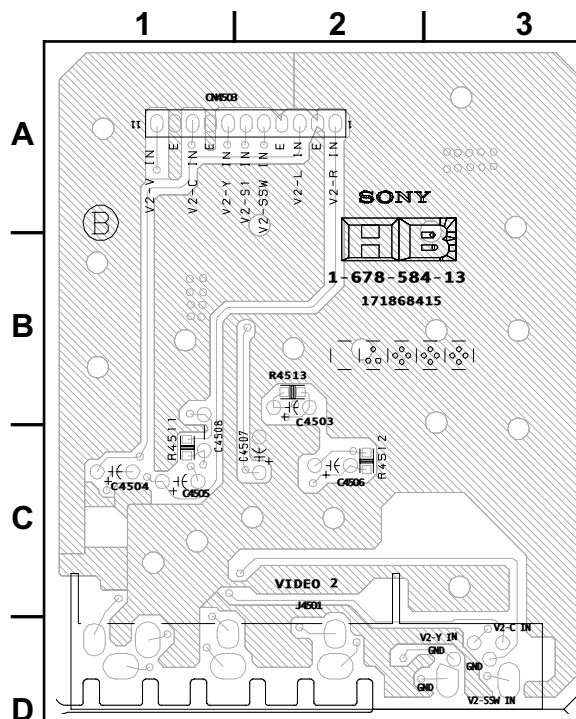 1 2 3
CN4503
A
11 1
V2-V IN
E
V2-C IN
E
V2-Y IN
V2-S1 IN
V2-SSW IN
E
V2-L IN
E
V2-R IN
SONY
B
HB
1-678-584-13
171868415
B
R4513
C4503
R4511
C4508
C4507
R4512
C4504
C4505
C4506
C
VIDEO 2
J4501
V2-C IN
V2-Y IN
GND
GND
GND
V2-SSW IN
D